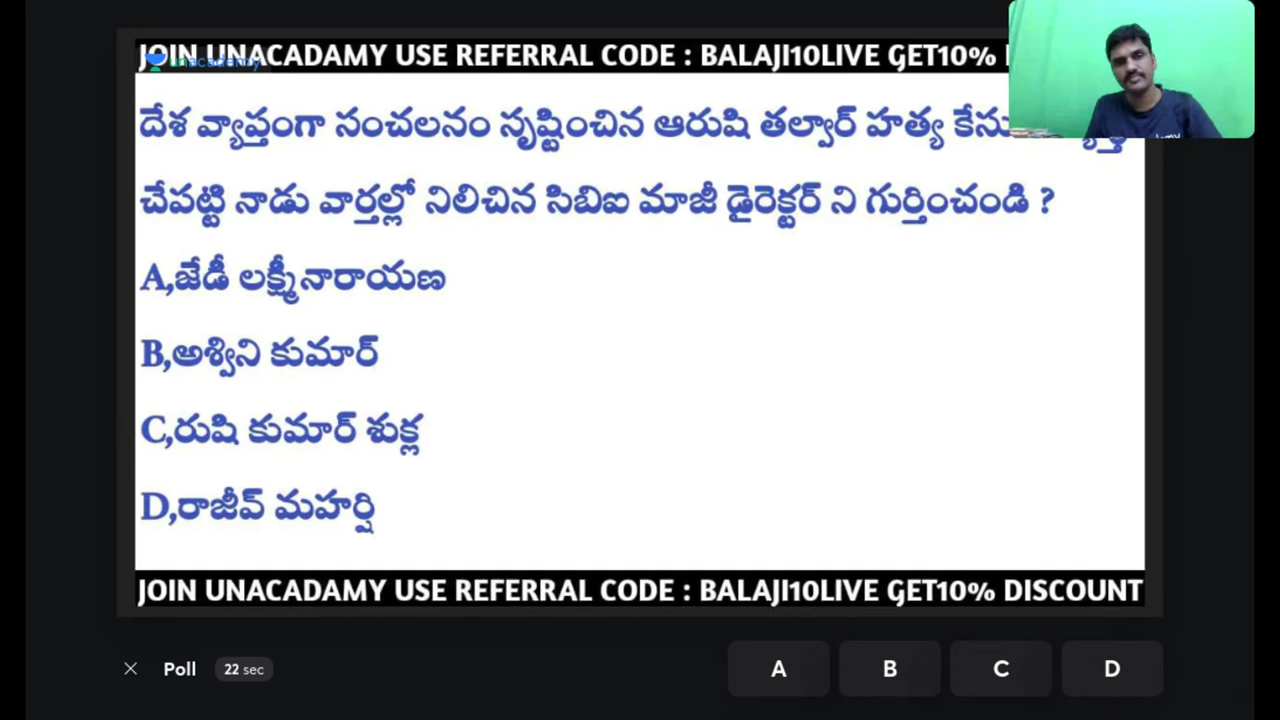 JOIN UNACADAMY USE REFERRAL CODE : BALAJI10LIVE GET10%
unacademy
దేశ వ్యాప్తంగా సంచలనం సృష్టించిన ఆరుషి తల్వార్ హత్య
చేపట్టి నాడు వార్తల్లో నిలిచిన సిబిఐ మాజీ డైరెక్టర్ ని గుర్తించండి ?
A,జేడీ లక్ష్మీనారాయణ
B,అశ్విని కుమార్
C,రుషి కుమార్ శుక్ల
D,రాజీవ్ మహర్షి
JOIN UNACADAMY USE REFERRAL CODE : BALAJI10LIVE GET10% DISCOUNT
× Poll 22 sec A B C D